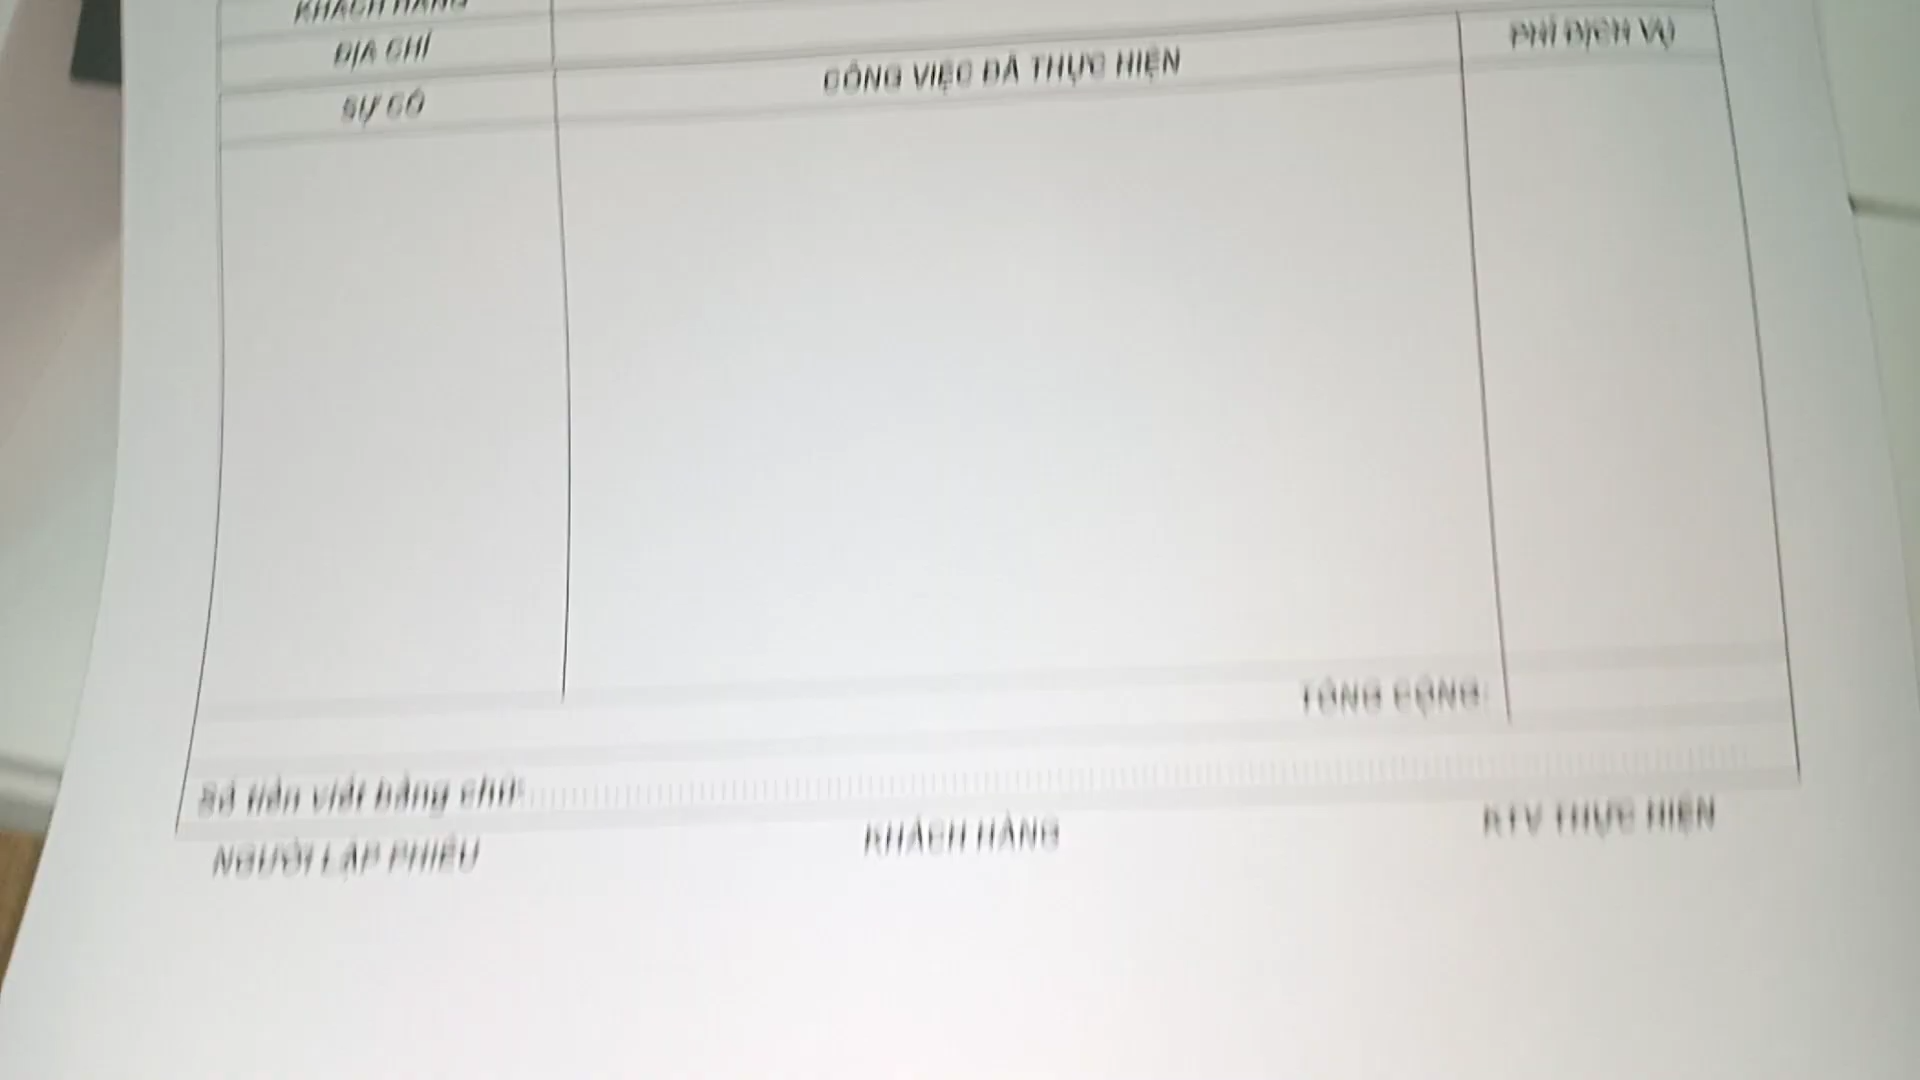 KHÁCH HÀNG
ĐỊA CHỈ
SỰ CỐ
CÔNG VIỆC ĐÃ THỰC HIỆN
PHÍ DỊCH VỤ
TỔNG CỘNG:
Số tiền viết bằng chữ:
NGƯỜI LẬP PHIẾU
KHÁCH HÀNG
KTV THỰC HIỆN